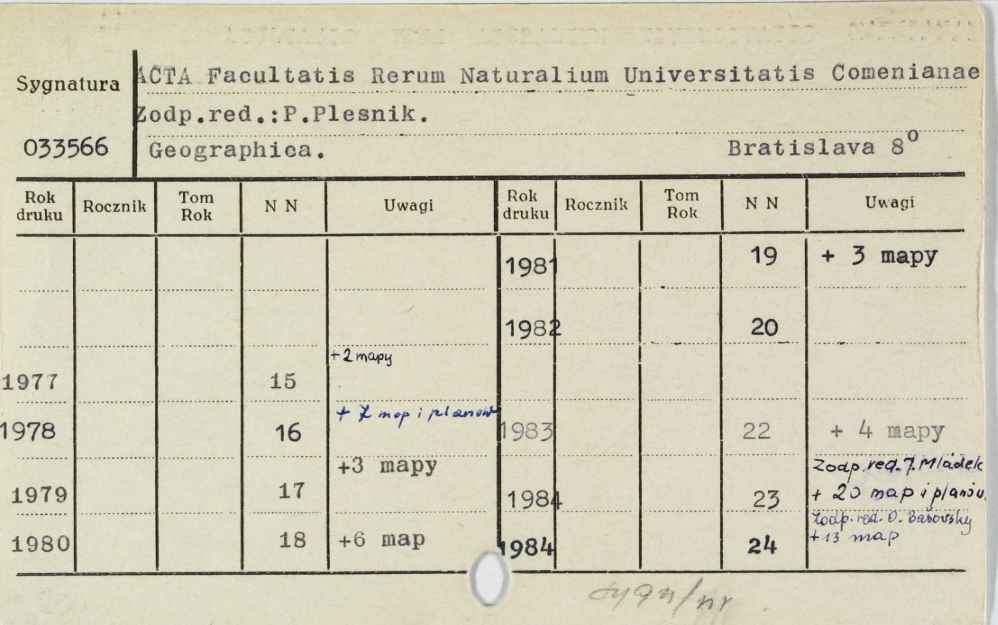 Sygnatura
033566
ACTA Facultatis Rerum Naturalium Universitatis Comenianae
Zodp.red.:P.Plesnik.
Geographica. Bratislava 8°
Rok druku Rocznik Tom Rok N N Uwagi Rok druku Rocznik Tom Rok N N Uwagi
1981 19 + 3 mapy
1982 20
+2 mapy
1977 15
+ 7 map i planów
1978 16 1983 22 + 4 mapy
+3 mapy Zodp. red. J. Mládek
1979 17 1984 23 + 20 map i planów.
Zodp. red. O. Bašovský
1980 18 +6 map 1984 24 +13 map